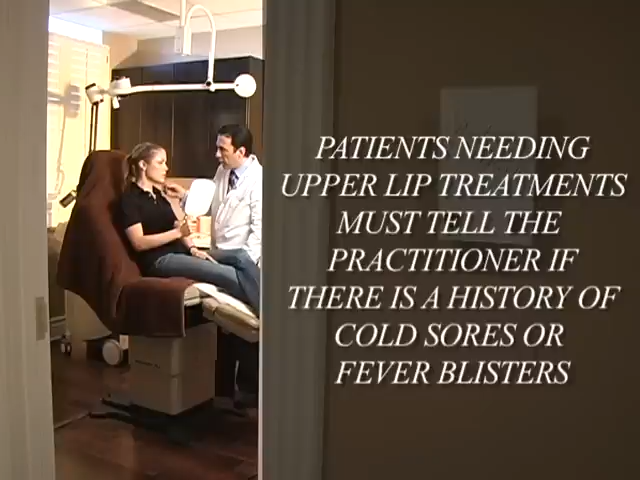 PATIENTS NEEDING
UPPER LIP TREATMENTS
MUST TELL THE
PRACTITIONER IF
THERE IS A HISTORY OF
COLD SORES OR
FEVER BLISTERS